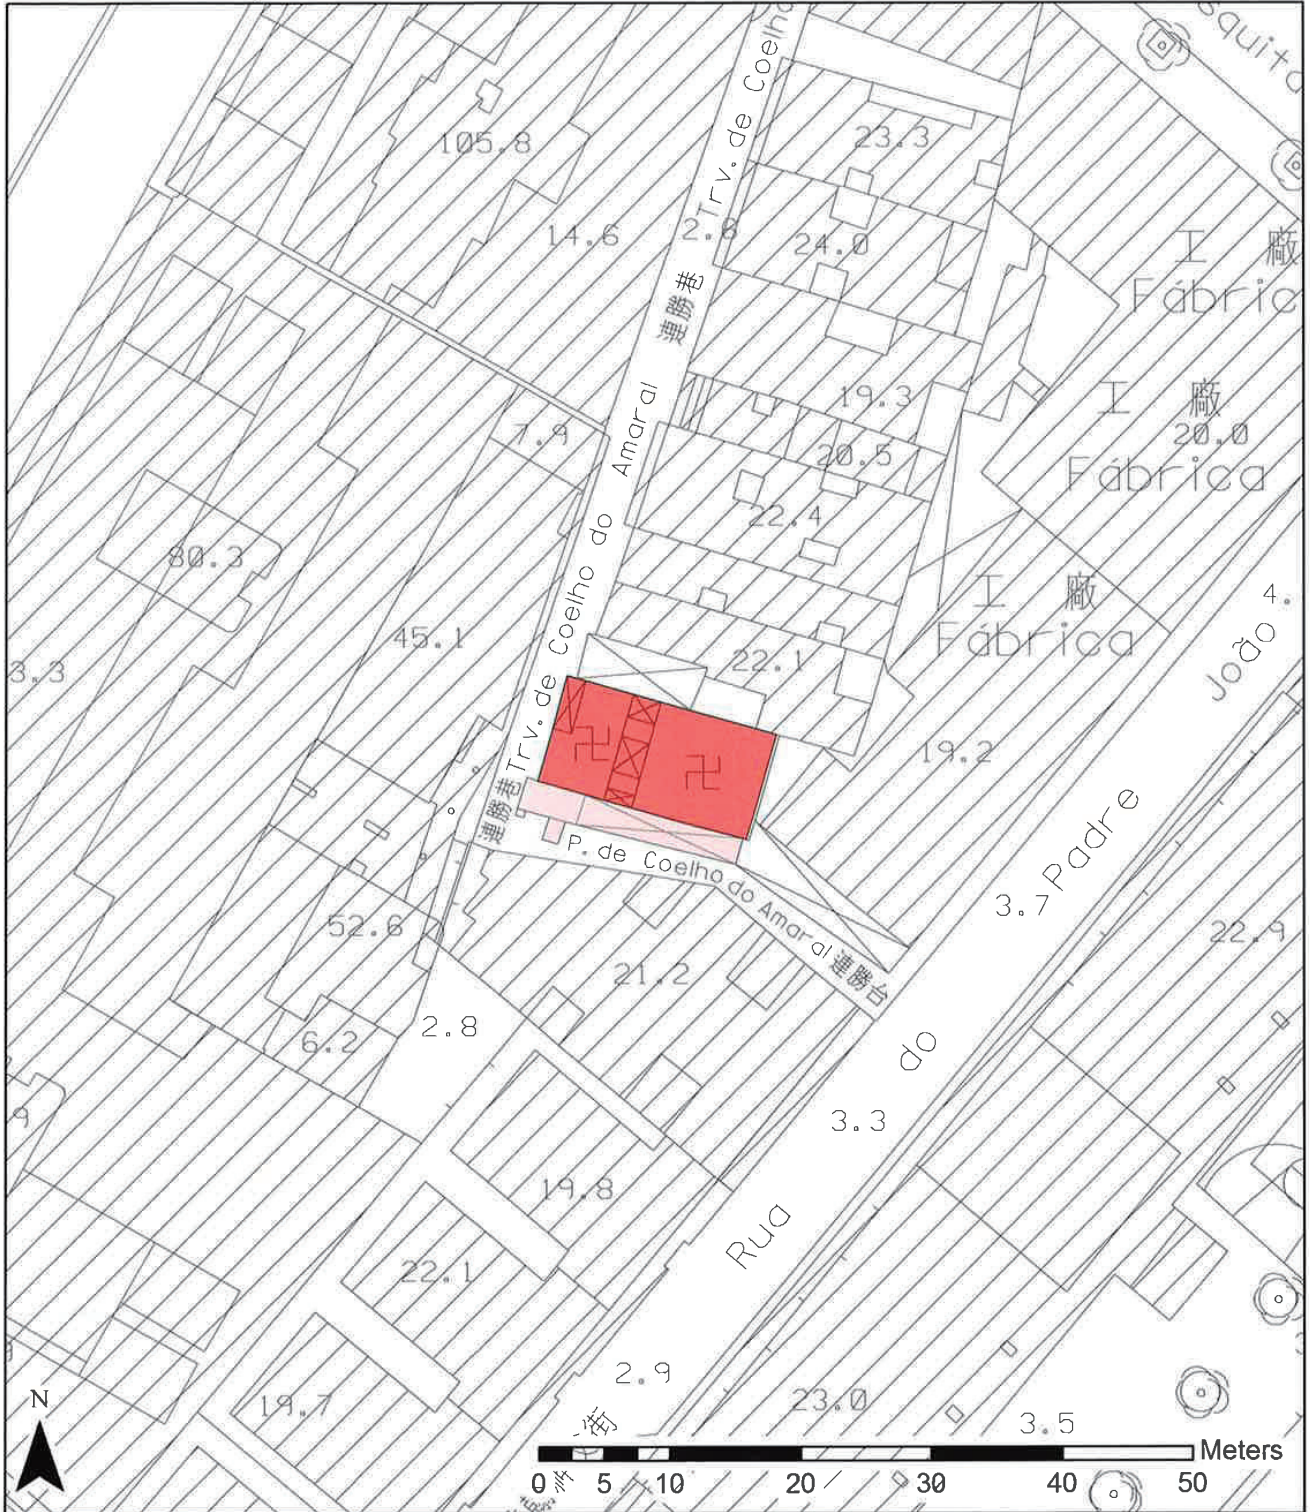 squito
Trv. de Coelho
23.3
105.8
14.6
2.6
24.0
工 廠
Fábric
連勝巷
19.3
工 廠
20.0
Fábrica
7.9
Amaral
20.5
do
22.4
80.3
工 廠
Fábrica
4.
Coelho
45.1
22.1
João
3.3
Trv. de
卍 卍
19.2
連勝巷
P. de Coelho do Amaral 連勝台
Padre
3.7
52.6
22.9
21.2
2.8
6.2
do
9
3.3
19.8
Rua
22.1
2.9
N
19.7
23.0
3.5
街
Meters
0 5 10 20 30 40 50